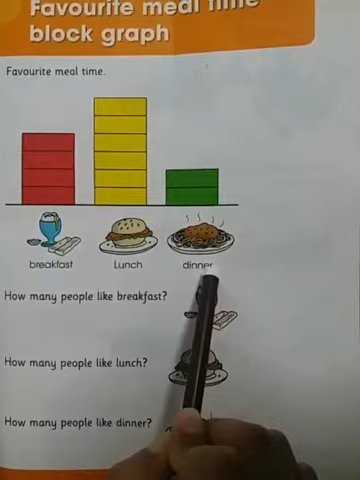 Favourite meal time
block graph
Favourite meal time.
breakfast Lunch dinner
How many people like breakfast?
How many people like lunch?
How many people like dinner?